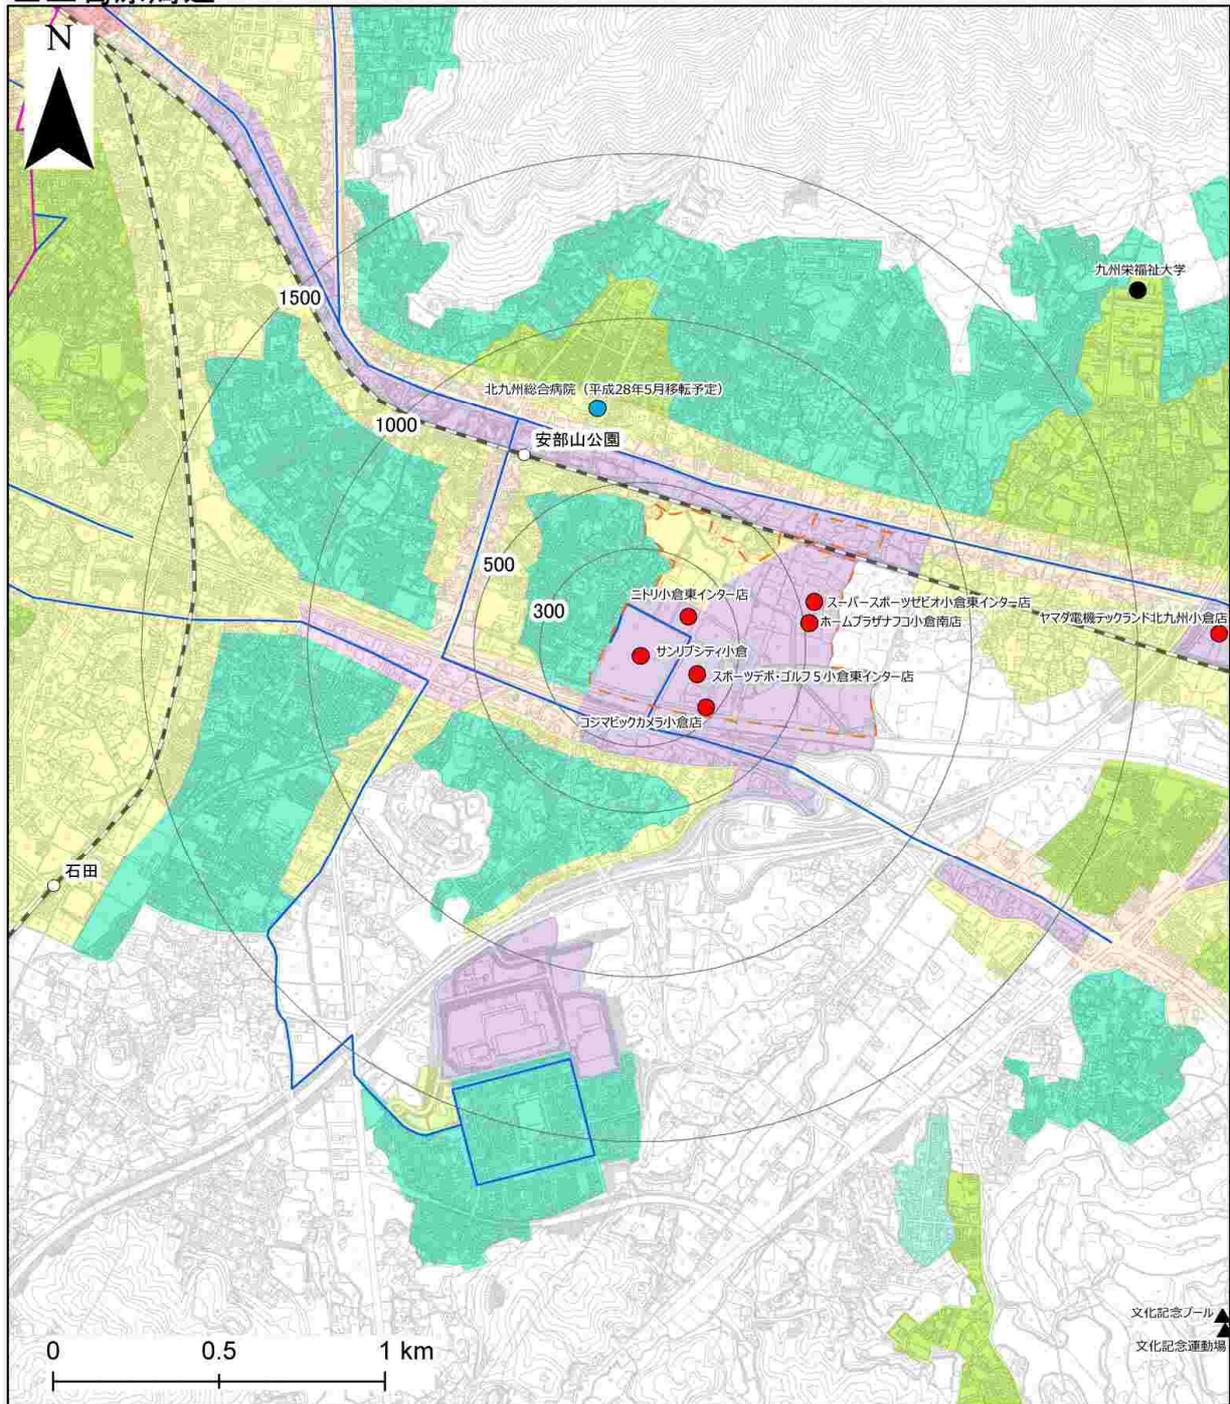 N
九州栄福祉大学
1500
北九州総合病院（平成28年5月移転予定）
1000
安部山公園
500
300
ニトリ小倉東インター店
スーパースポーツゼビオ小倉東インター店
ホームプラザナフコ小倉南店
ヤマダ電機テックランド北九州小倉店
サンリブシティ小倉
スポーツデポ・ゴルフ5小倉東インター店
コジマビックカメラ小倉店
石田
文化記念プール
文化記念運動場
0 0.5 1 km